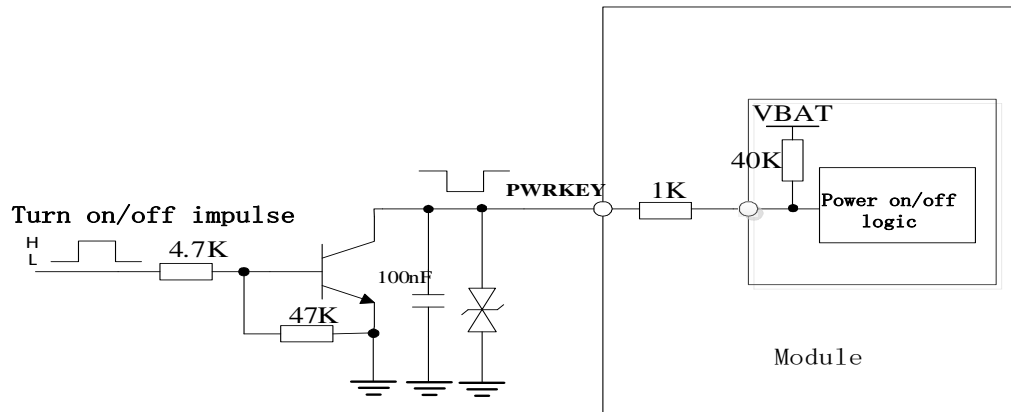 VBAT
40K
PWRKEY
1K
Power on/off
logic
Turn on/off impulse
H
L
4.7K
100nF
47K
Module